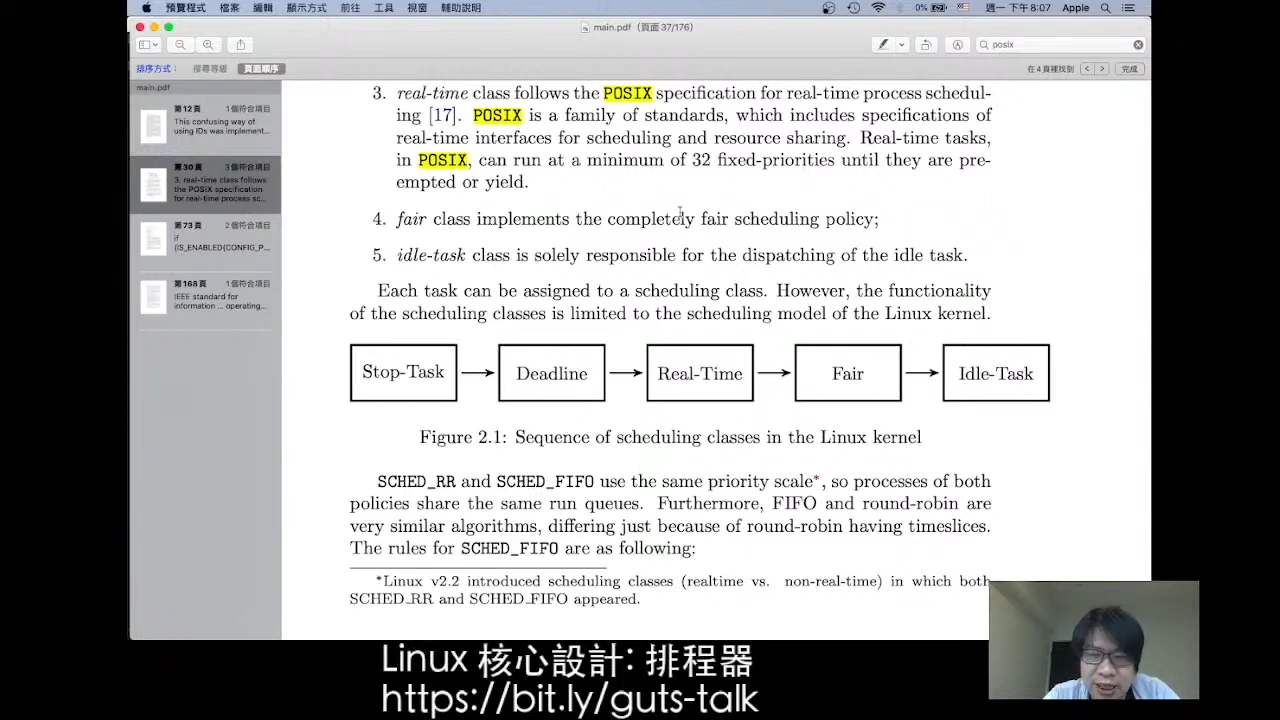 預覽程式 檔案 編輯 顯示方式 前往 工具 視窗 輔助說明 0% 週一 下午 8:07 Apple
main.pdf（頁面 37/176）
posix
排序方式： 搜尋等級 頁面順序 在 4 頁裡找到 完成
main.pdf
第 12 頁 1 個符合項目
This confusing way of
using IDs was implement...
第 30 頁 3 個符合項目
3. real-time class follows
the POSIX specification
for real-time process sc...
第 73 頁 2 個符合項目
if
(IS_ENABLED(CONFIG_P...
第 168 頁 1 個符合項目
IEEE standard for
information ... operating...
3. real-time class follows the POSIX specification for real-time process schedul-
ing [17]. POSIX is a family of standards, which includes specifications of
real-time interfaces for scheduling and resource sharing. Real-time tasks,
in POSIX, can run at a minimum of 32 fixed-priorities until they are pre-
empted or yield.
4. fair class implements the completely fair scheduling policy;
5. idle-task class is solely responsible for the dispatching of the idle task.
Each task can be assigned to a scheduling class. However, the functionality
of the scheduling classes is limited to the scheduling model of the Linux kernel.
Stop-Task Deadline Real-Time Fair Idle-Task
Figure 2.1: Sequence of scheduling classes in the Linux kernel
SCHED_RR and SCHED_FIFO use the same priority scale*, so processes of both
policies share the same run queues. Furthermore, FIFO and round-robin are
very similar algorithms, differing just because of round-robin having timeslices.
The rules for SCHED_FIFO are as following:
*Linux v2.2 introduced scheduling classes (realtime vs. non-real-time) in which both
SCHED_RR and SCHED_FIFO appeared.
Linux 核心設計: 排程器
https://bit.ly/guts-talk